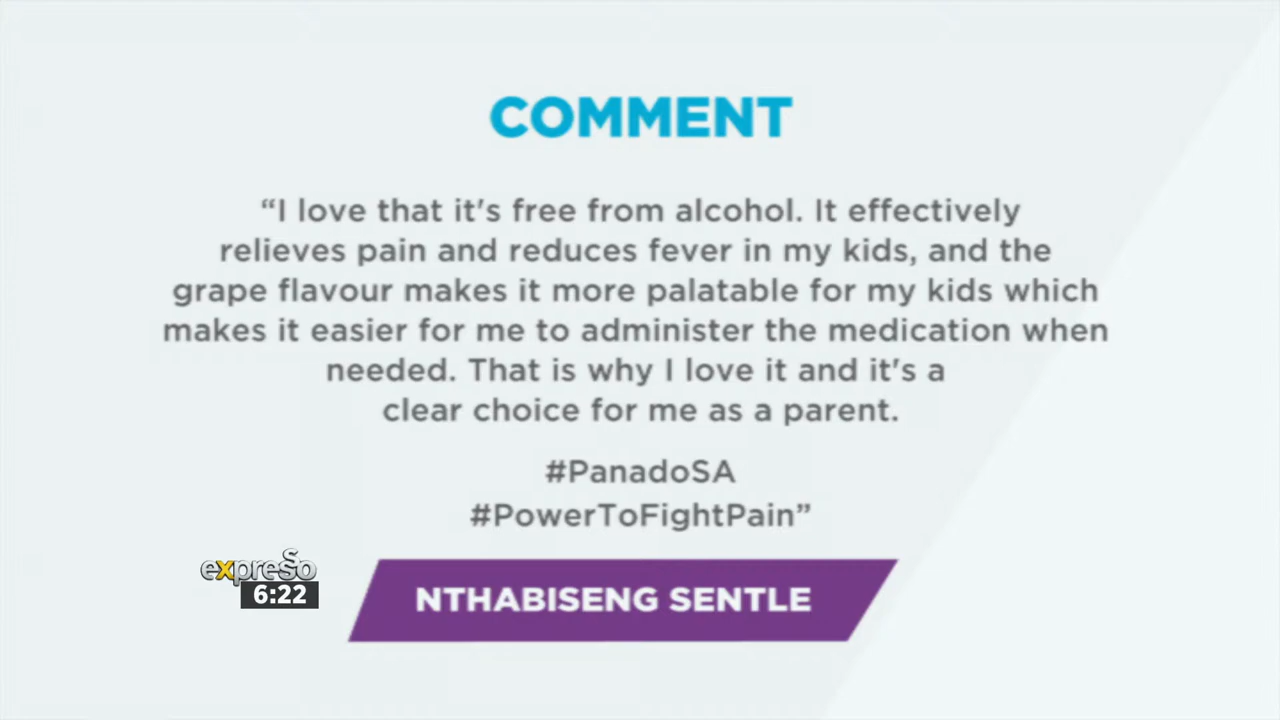 COMMENT
“I love that it's free from alcohol. It effectively
relieves pain and reduces fever in my kids, and the
grape flavour makes it more palatable for my kids which
makes it easier for me to administer the medication when
needed. That is why I love it and it's a
clear choice for me as a parent.
#PanadoSA
#PowerToFightPain”
expresso
6:22
NTHABISENG SENTLE